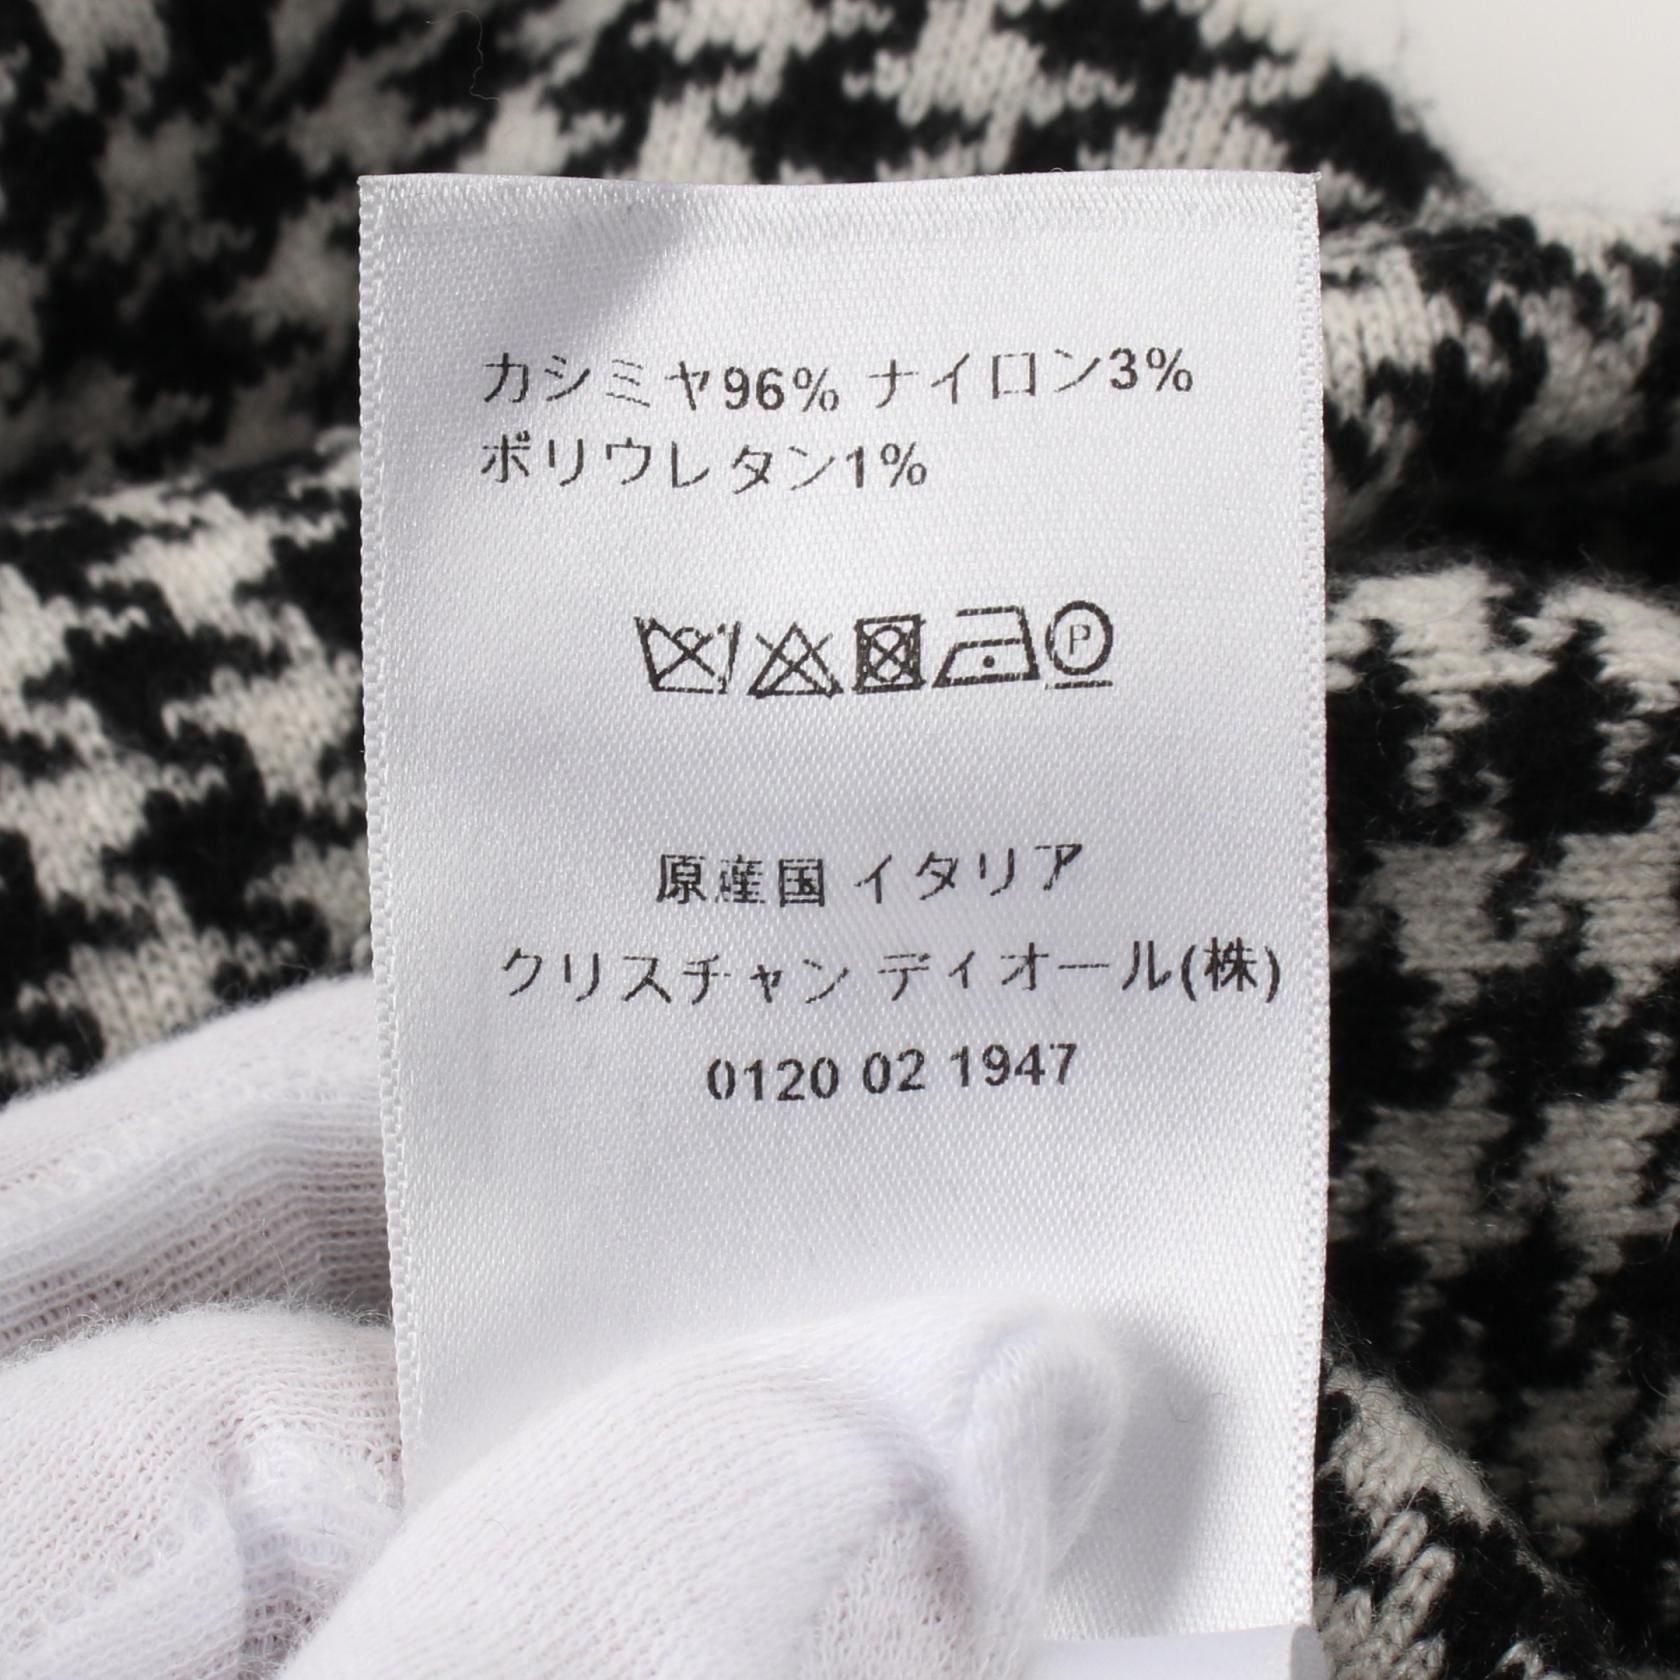 カシミヤ96% ナイロン3%
ポリウレタン1%
P
原産国 イタリア
クリスチャン ディオール(株)
0120 02 1947